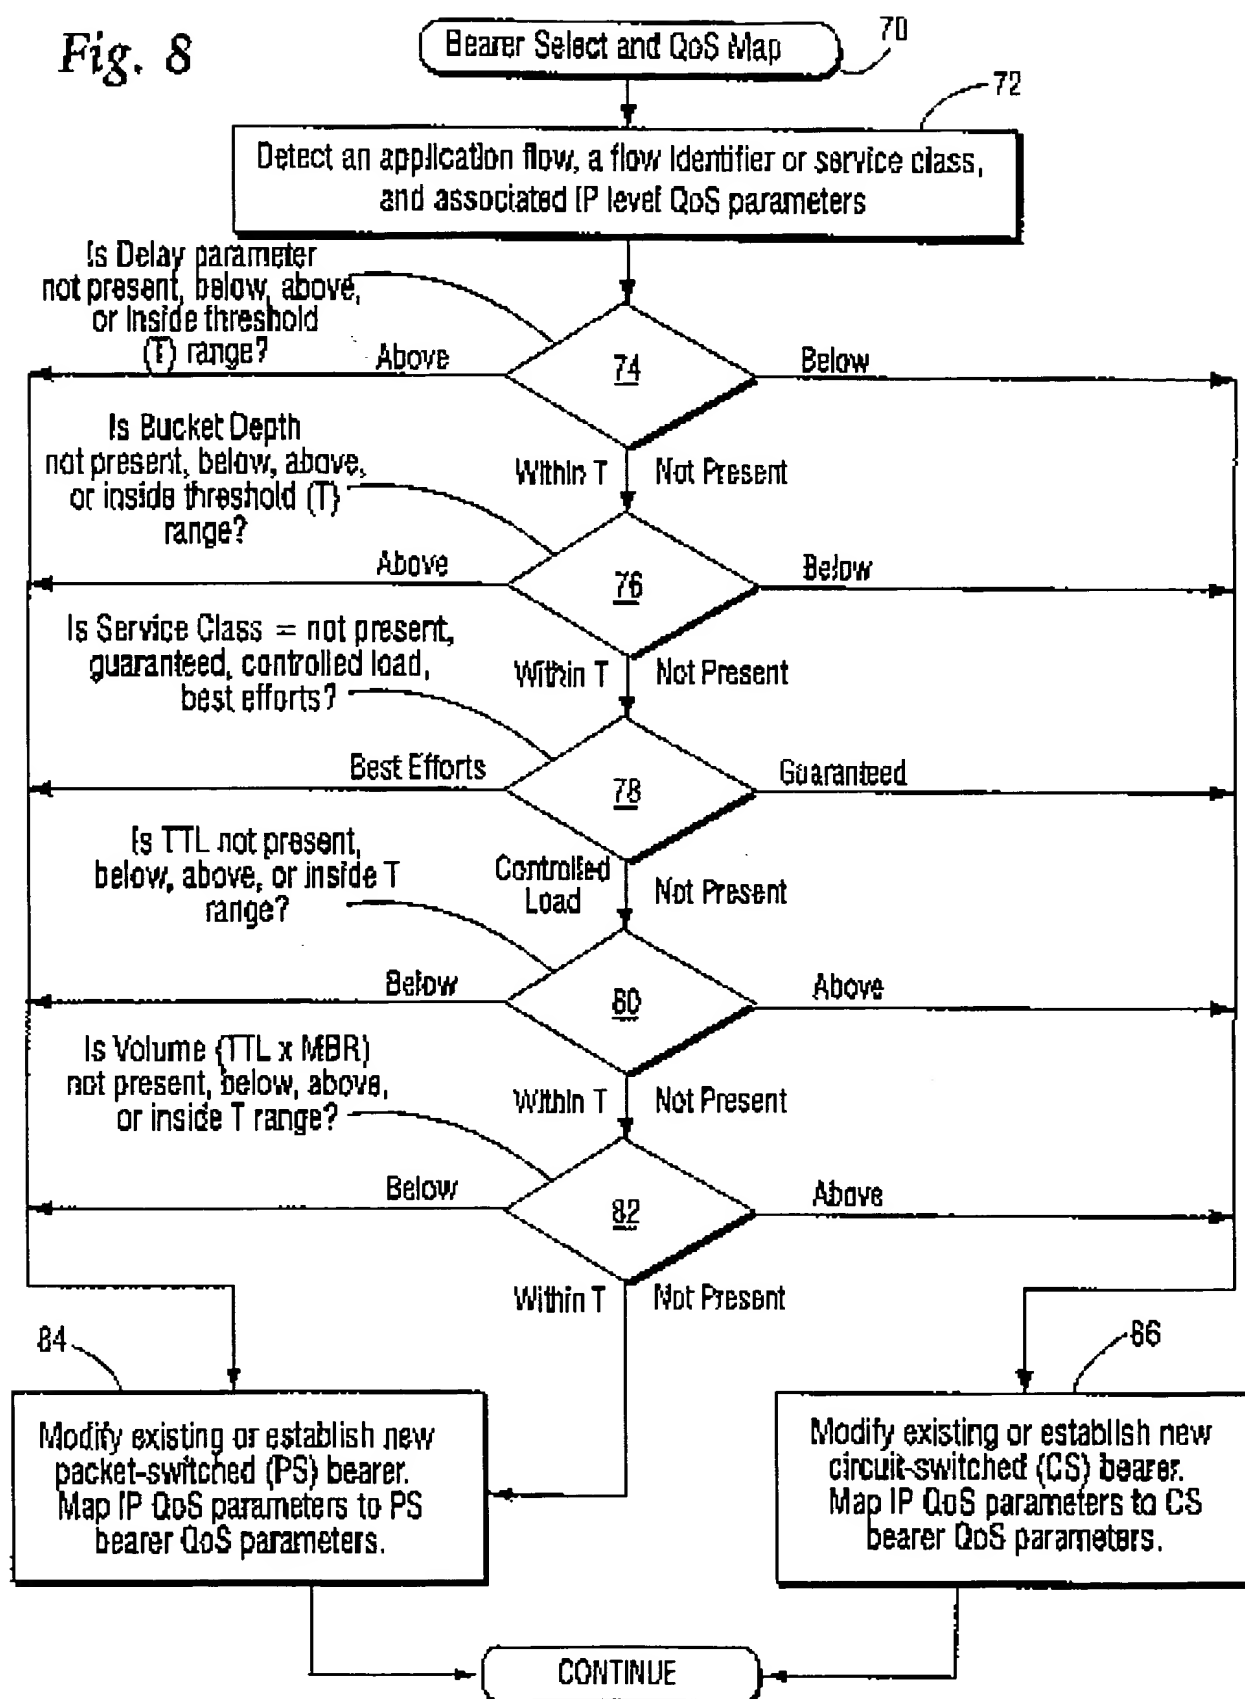 Fig. 8
Bearer Select and QoS Map
70
72
Detect an application flow, a flow identifier or service class,
and associated IP level QoS parameters
Is Delay parameter
not present, below, above,
or inside threshold
(T) range?
Above
74
Below
Within T
Not Present
Is Bucket Depth
not present, below, above,
or inside threshold (T)
range?
Above
76
Below
Within T
Not Present
Is Service Class = not present,
guaranteed, controlled load,
best efforts?
Best Efforts
78
Guaranteed
Controlled
Load
Not Present
Is TTL not present,
below, above, or inside T
range?
Below
80
Above
Within T
Not Present
Is Volume (TTL x MBR)
not present, below, above,
or inside T range?
Below
82
Above
Within T
Not Present
84
86
Modify existing or establish new
packet-switched (PS) bearer.
Map IP QoS parameters to PS
bearer QoS parameters.
Modify existing or establish new
circuit-switched (CS) bearer.
Map IP QoS parameters to CS
bearer QoS parameters.
CONTINUE